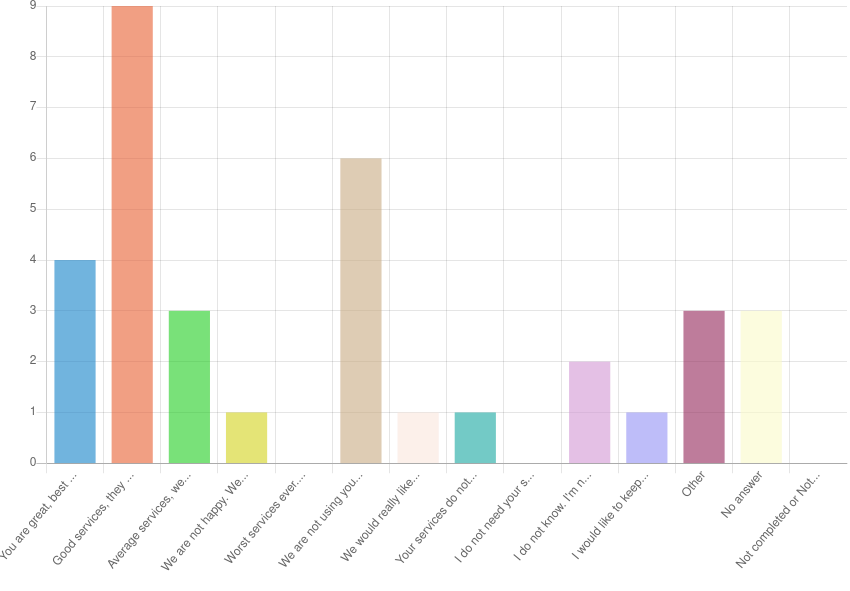 9
8
7
6
5
4
3
2
1
0
You are great, best ...
Good services, they ...
Average services, we...
We are not happy. We...
Worst services ever....
We are not using you...
We would really like...
Your services do not...
I do not need your s...
I do not know. I'm n...
I would like to keep...
Other
No answer
Not completed or Not...